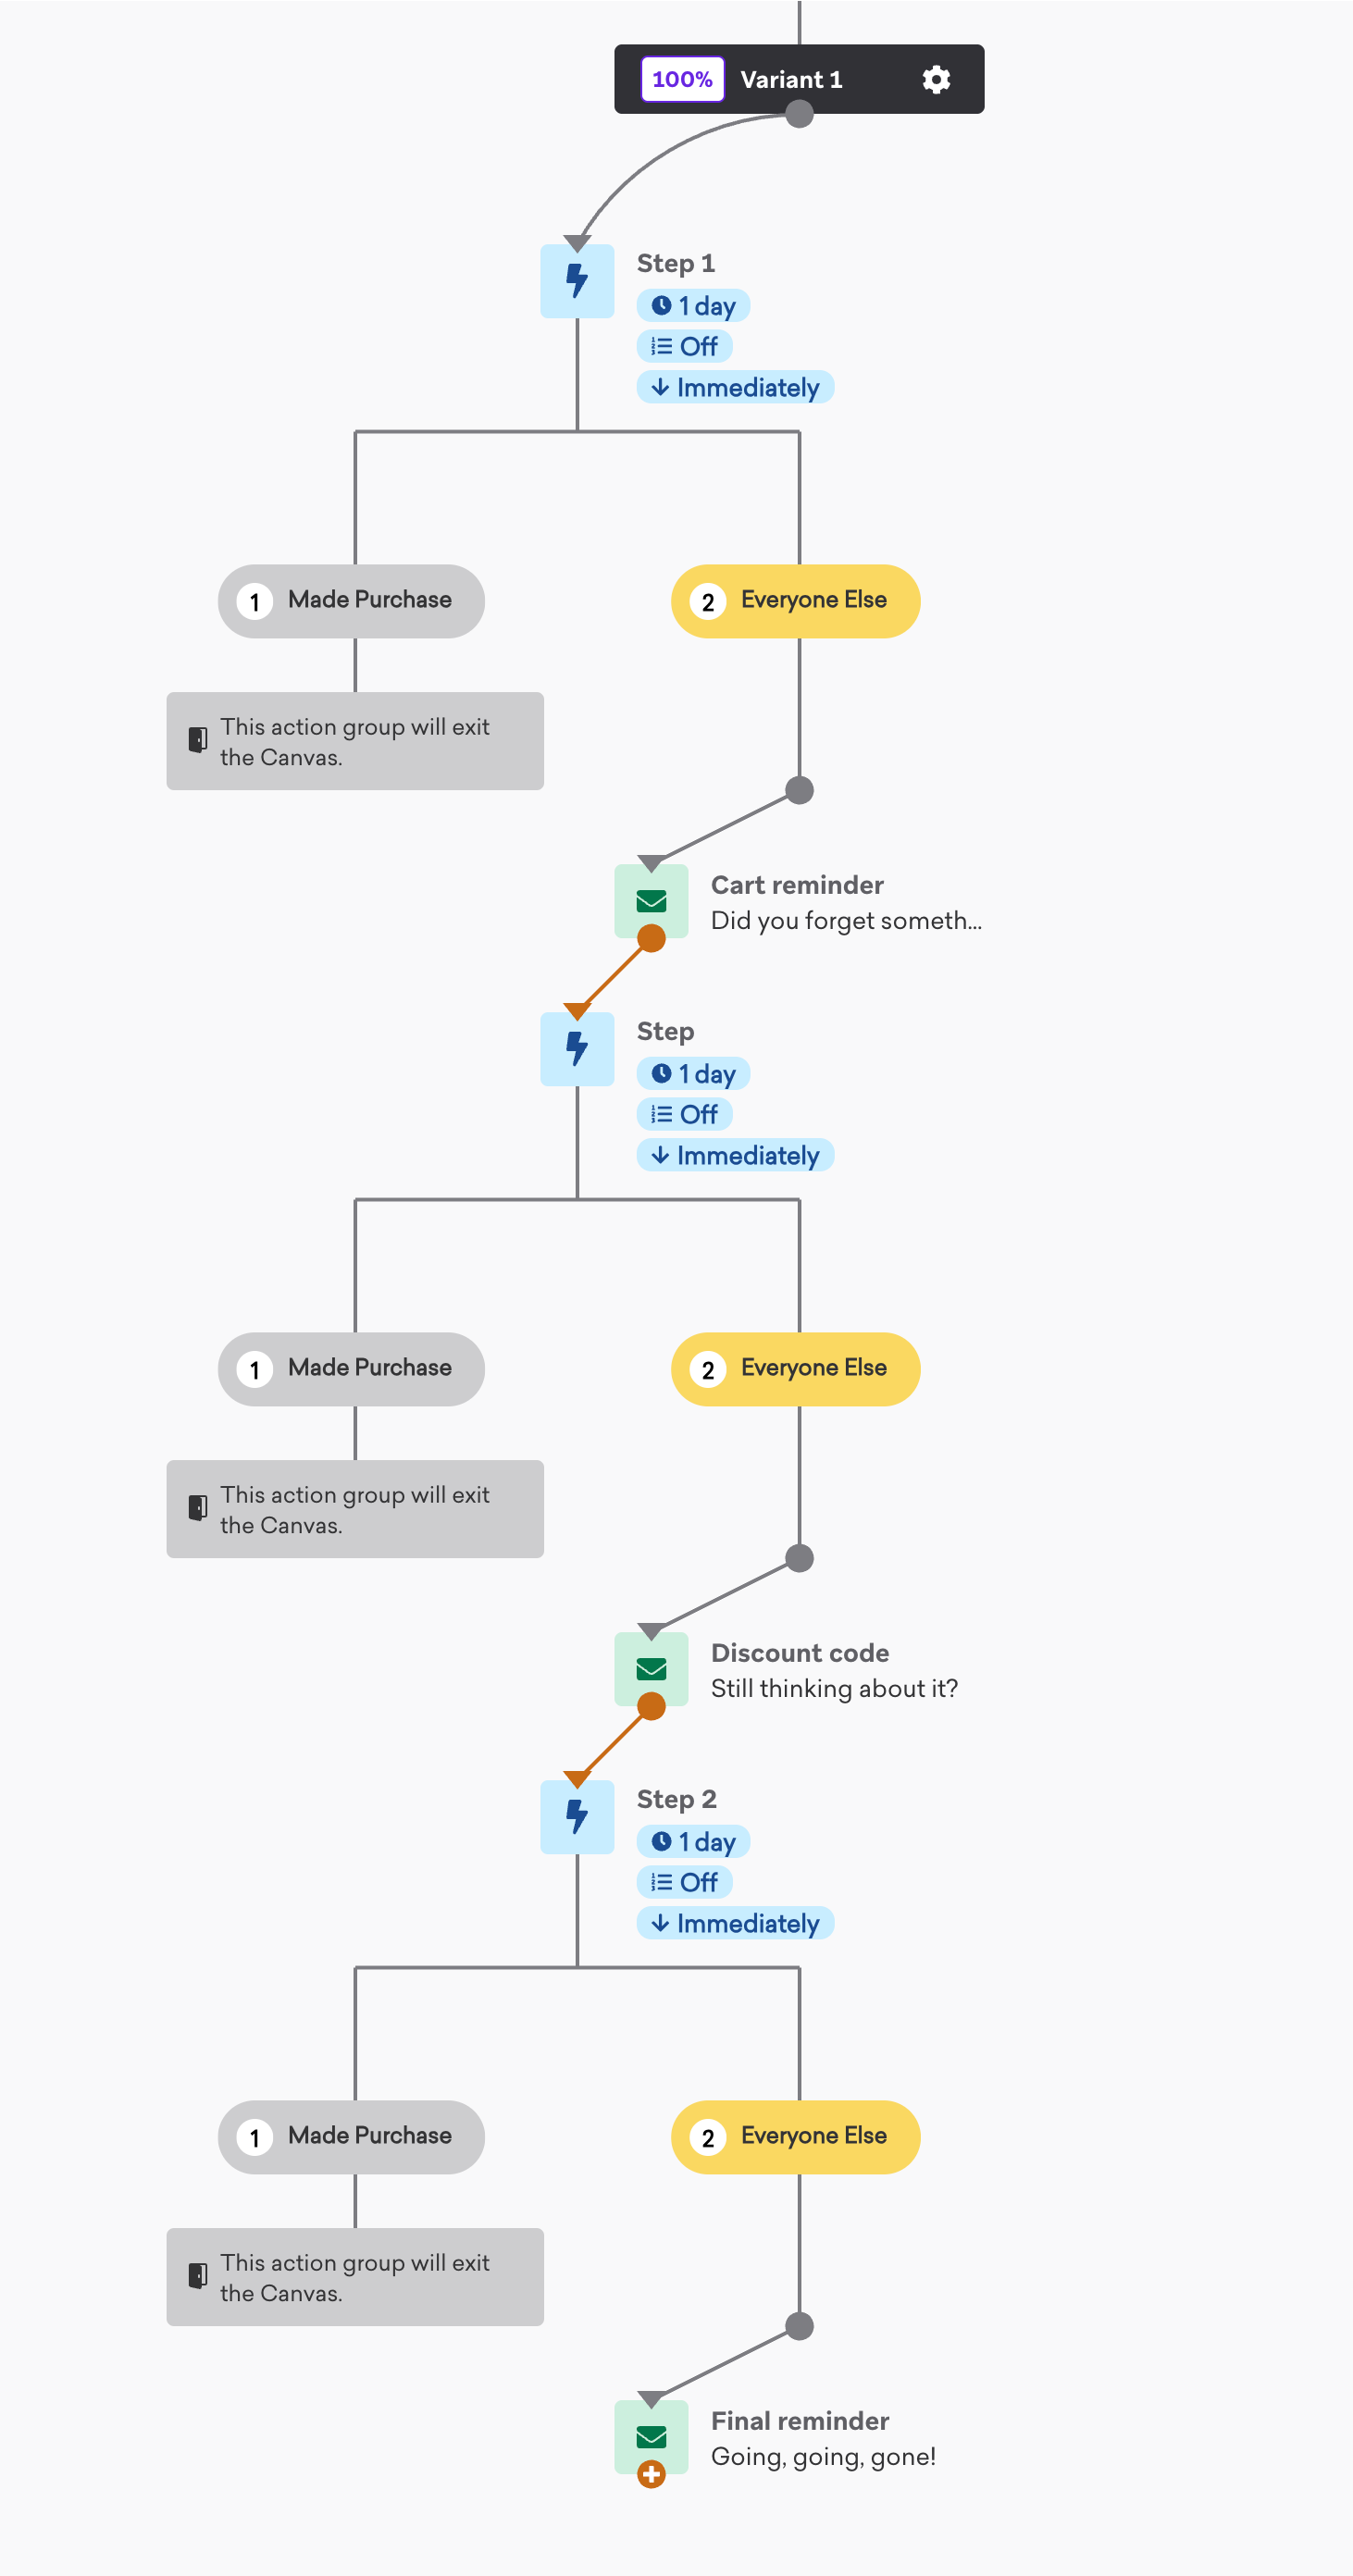 100% Variant 1
Step 1
1 day
Off
Immediately
1 Made Purchase
2 Everyone Else
This action group will exit
the Canvas.
Cart reminder
Did you forget someth...
Step
1 day
Off
Immediately
1 Made Purchase
2 Everyone Else
This action group will exit
the Canvas.
Discount code
Still thinking about it?
Step 2
1 day
Off
Immediately
1 Made Purchase
2 Everyone Else
This action group will exit
the Canvas.
Final reminder
Going, going, gone!